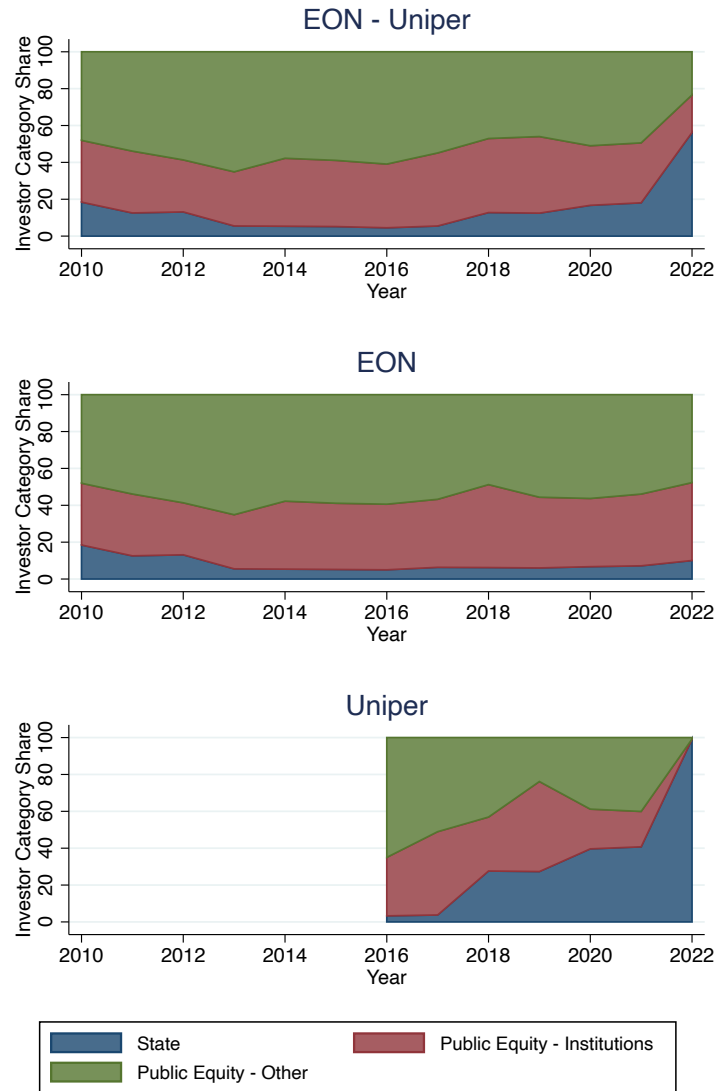 EON - Uniper
Investor Category Share
100
80
60
40
20
0
2010 2012 2014 2016 2018 2020 2022
Year
EON
Investor Category Share
100
80
60
40
20
0
2010 2012 2014 2016 2018 2020 2022
Year
Uniper
Investor Category Share
100
80
60
40
20
0
2010 2012 2014 2016 2018 2020 2022
Year
State Public Equity - Institutions
Public Equity - Other